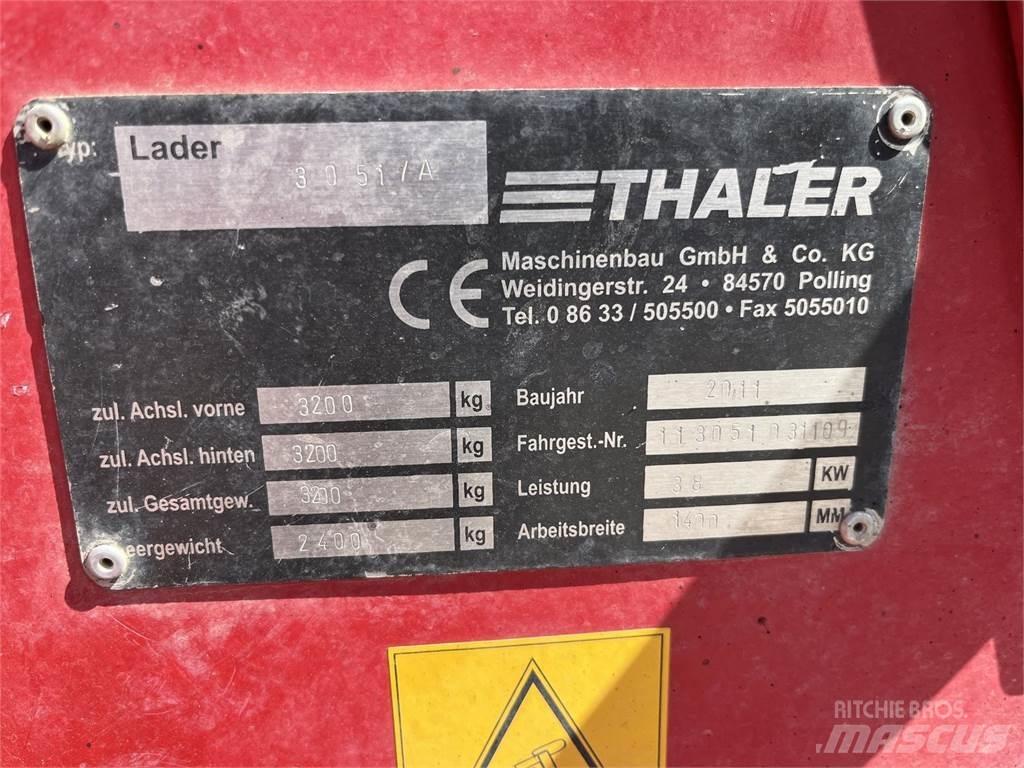 Typ: Lader
3051/A
THALER
Maschinenbau GmbH & Co. KG
Weidingerstr. 24 • 84570 Polling
CE
Tel. 0 86 33 / 505500 • Fax 5055010
zul. Achsl. vorne 3200 kg
zul. Achsl. hinten 3200 kg
zul. Gesamtgew. 3200 kg
eergewicht 2400 kg
Baujahr 2011
Fahrgest.-Nr. 113051031109
Leistung 38 KW
Arbeitsbreite 1400 MM
RITCHIE BROS.
MASCUS